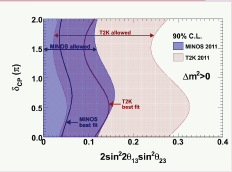 2.0
1.5
1.0
0.5
0.0
δCP (π)
T2K allowed
MINOS allowed
90% C.L.
MINOS 2011
T2K 2011
Δm²>0
T2K
best fit
MINOS
best fit
0 0.1 0.2 0.3 0.4
2sin²2θ13sin²θ23